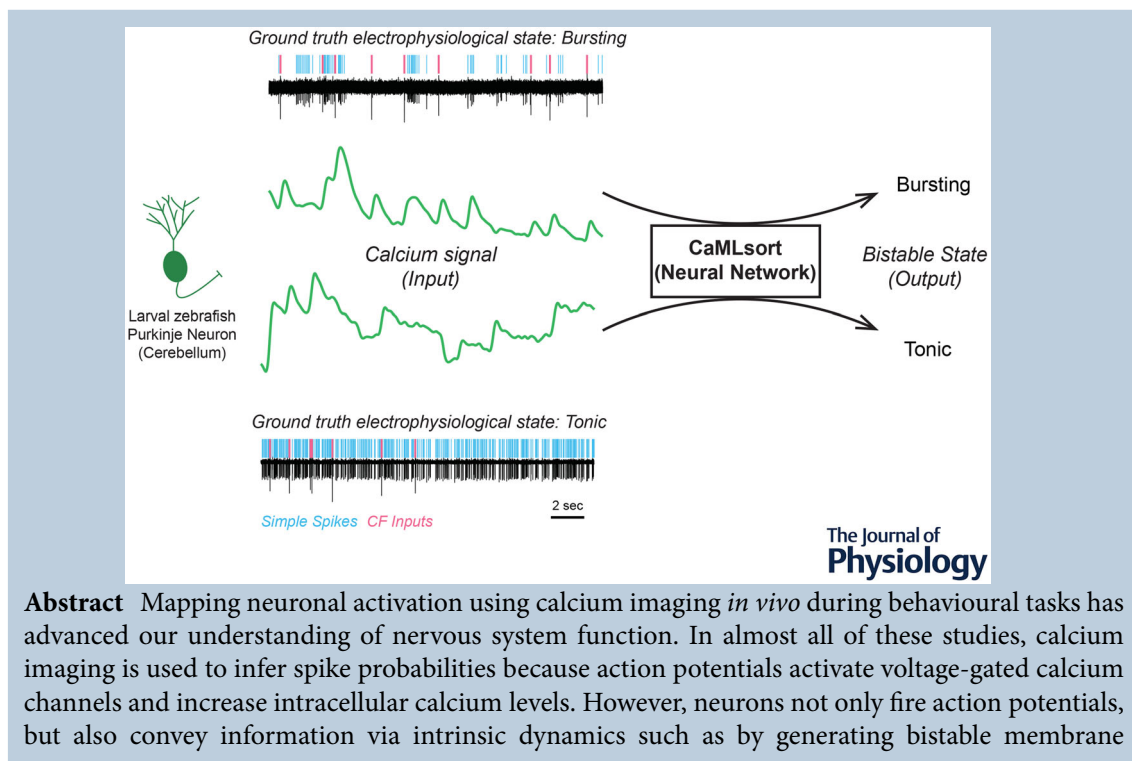 Ground truth electrophysiological state: Bursting
Bursting
Calcium signal
(Input)
CaMLsort
(Neural Network)
Bistable State
(Output)
Larval zebrafish
Purkinje Neuron
(Cerebellum)
Tonic
Ground truth electrophysiological state: Tonic
2 sec
Simple Spikes CF Inputs
The Journal of
Physiology
Abstract Mapping neuronal activation using calcium imaging in vivo during behavioural tasks has
advanced our understanding of nervous system function. In almost all of these studies, calcium
imaging is used to infer spike probabilities because action potentials activate voltage-gated calcium
channels and increase intracellular calcium levels. However, neurons not only fire action potentials,
but also convey information via intrinsic dynamics such as by generating bistable membrane